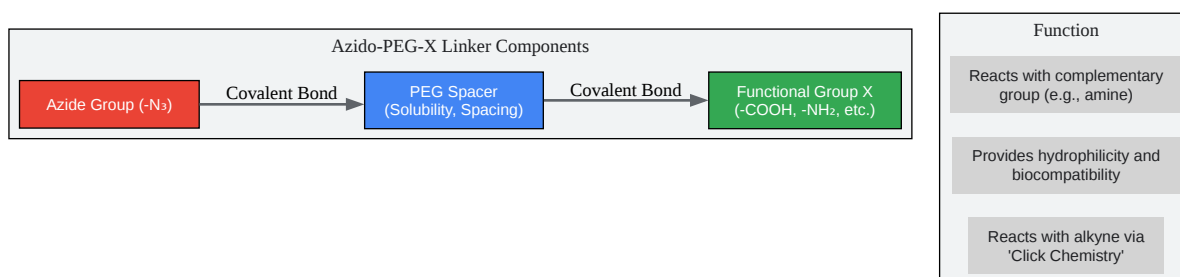 Azido-PEG-X Linker Components
Azide Group (-N₃)
Covalent Bond
PEG Spacer
(Solubility, Spacing)
Covalent Bond
Functional Group X
(-COOH, -NH₂, etc.)
Function
Reacts with complementary
group (e.g., amine)
Provides hydrophilicity and
biocompatibility
Reacts with alkyne via
'Click Chemistry'